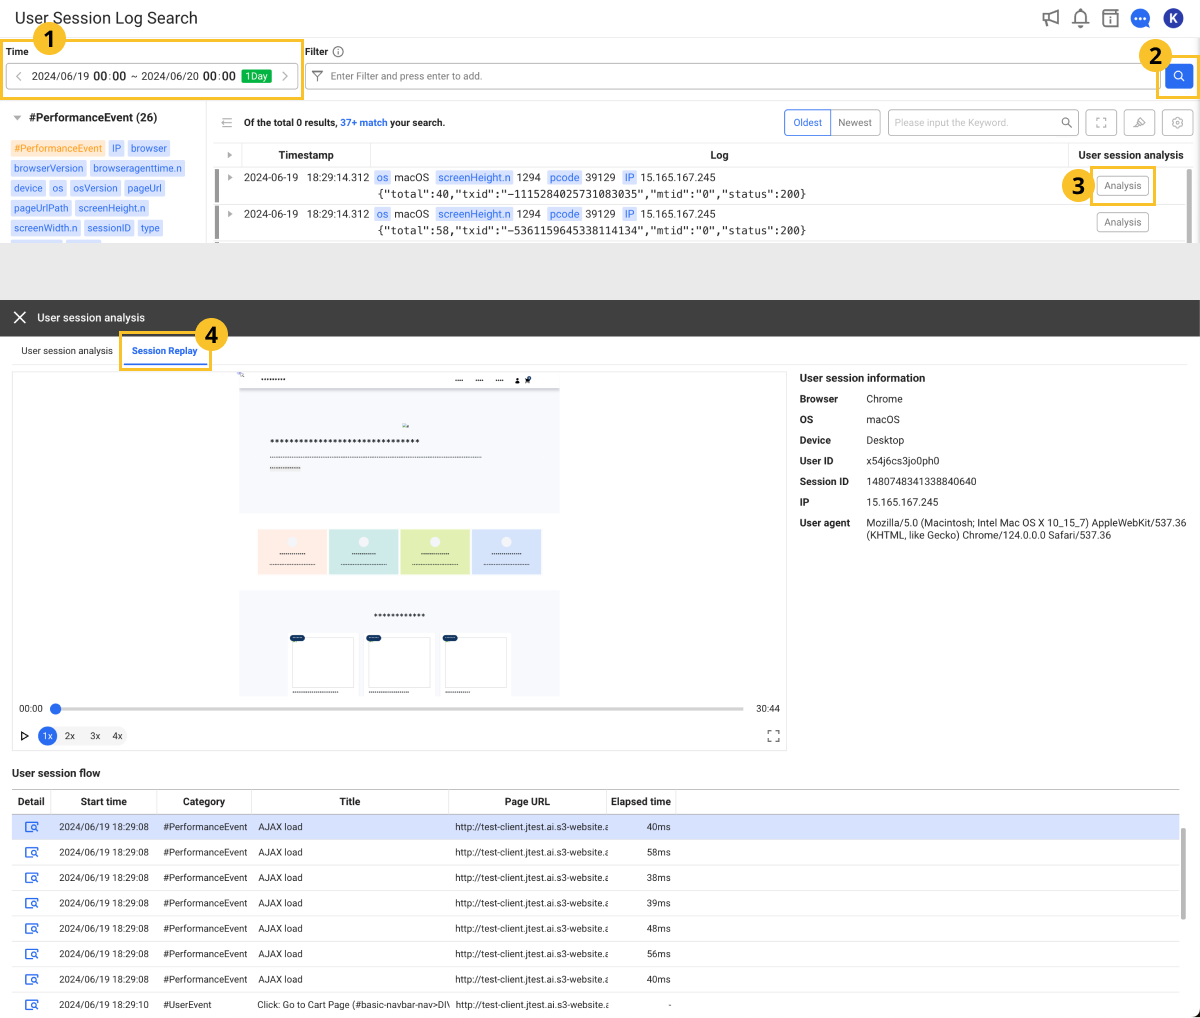 User Session Log Search
K
1
Time
Filter
2
2024/06/19 00:00 ~ 2024/06/20 00:00 1Day
Enter Filter and press enter to add.
#PerformanceEvent (26)
#PerformanceEvent IP browser
browserVersion browseragenttime.n
device os osVersion pageUrl
pageUrlPath screenHeight.n
screenWidth.n sessionID type
Of the total 0 results, 37+ match your search.
Oldest Newest
Please input the Keyword.
Timestamp Log User session analysis
2024-06-19 18:29:14.312 os macOS screenHeight.n 1294 pcode 39129 IP 15.165.167.245
{"total":40,"txid":"-1115284025731083035","mtid":"0","status":200}
3
Analysis
2024-06-19 18:29:14.312 os macOS screenHeight.n 1294 pcode 39129 IP 15.165.167.245
{"total":58,"txid":"-5361159645338114134","mtid":"0","status":200}
Analysis
User session analysis
4
User session analysis Session Replay
User session information
Browser Chrome
OS macOS
Device Desktop
User ID x54j6cs3jo0ph0
Session ID 1480748341338840640
IP 15.165.167.245
User agent Mozilla/5.0 (Macintosh; Intel Mac OS X 10_15_7) AppleWebKit/537.36
(KHTML, like Gecko) Chrome/124.0.0.0 Safari/537.36
00:00 30:44
1x 2x 3x 4x
User session flow
Detail Start time Category Title Page URL Elapsed time
2024/06/19 18:29:08 #PerformanceEvent AJAX load http://test-client.jtest.ai.s3-website.a 40ms
2024/06/19 18:29:08 #PerformanceEvent AJAX load http://test-client.jtest.ai.s3-website.a 58ms
2024/06/19 18:29:08 #PerformanceEvent AJAX load http://test-client.jtest.ai.s3-website.a 38ms
2024/06/19 18:29:08 #PerformanceEvent AJAX load http://test-client.jtest.ai.s3-website.a 39ms
2024/06/19 18:29:08 #PerformanceEvent AJAX load http://test-client.jtest.ai.s3-website.a 48ms
2024/06/19 18:29:08 #PerformanceEvent AJAX load http://test-client.jtest.ai.s3-website.a 56ms
2024/06/19 18:29:08 #PerformanceEvent AJAX load http://test-client.jtest.ai.s3-website.a 40ms
2024/06/19 18:29:10 #UserEvent Click: Go to Cart Page (#basic-navbar-nav>DIV http://test-client.jtest.ai.s3-website.a -